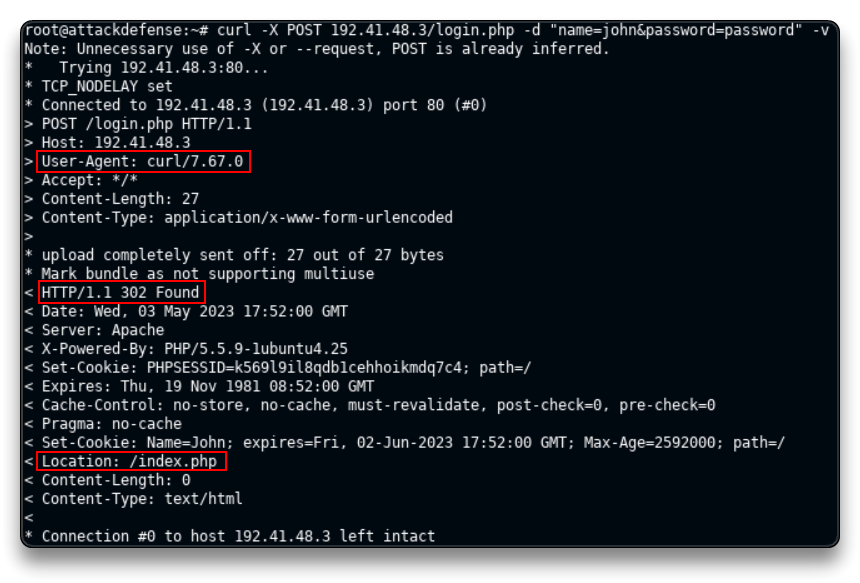 root@attackdefense:~# curl -X POST 192.41.48.3/login.php -d "name=john&password=password" -v
Note: Unnecessary use of -X or --request, POST is already inferred.
*   Trying 192.41.48.3:80...
* TCP_NODELAY set
* Connected to 192.41.48.3 (192.41.48.3) port 80 (#0)
> POST /login.php HTTP/1.1
> Host: 192.41.48.3
> User-Agent: curl/7.67.0
> Accept: */*
> Content-Length: 27
> Content-Type: application/x-www-form-urlencoded
>
* upload completely sent off: 27 out of 27 bytes
* Mark bundle as not supporting multiuse
< HTTP/1.1 302 Found
< Date: Wed, 03 May 2023 17:52:00 GMT
< Server: Apache
< X-Powered-By: PHP/5.5.9-1ubuntu4.25
< Set-Cookie: PHPSESSID=k569l9il8qdb1cehhoikmdq7c4; path=/
< Expires: Thu, 19 Nov 1981 08:52:00 GMT
< Cache-Control: no-store, no-cache, must-revalidate, post-check=0, pre-check=0
< Pragma: no-cache
< Set-Cookie: Name=John; expires=Fri, 02-Jun-2023 17:52:00 GMT; Max-Age=2592000; path=/
< Location: /index.php
< Content-Length: 0
< Content-Type: text/html
<
* Connection #0 to host 192.41.48.3 left intact